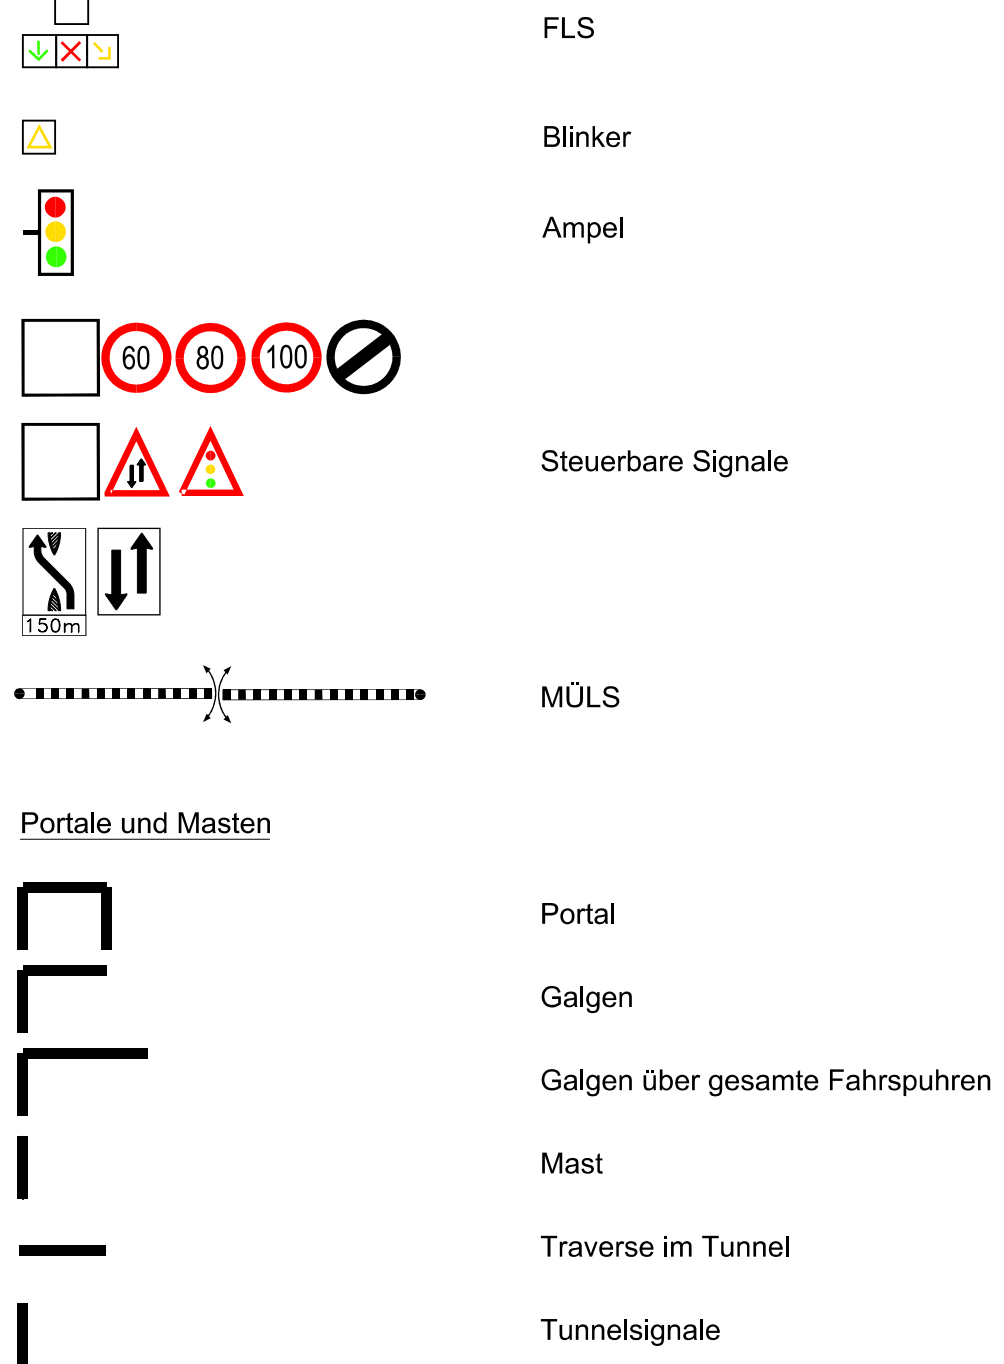 FLS
Blinker
Ampel
60 80 100
Steuerbare Signale
150m
MÜLS
Portale und Masten
Portal
Galgen
Galgen über gesamte Fahrspuhren
Mast
Traverse im Tunnel
Tunnelsignale